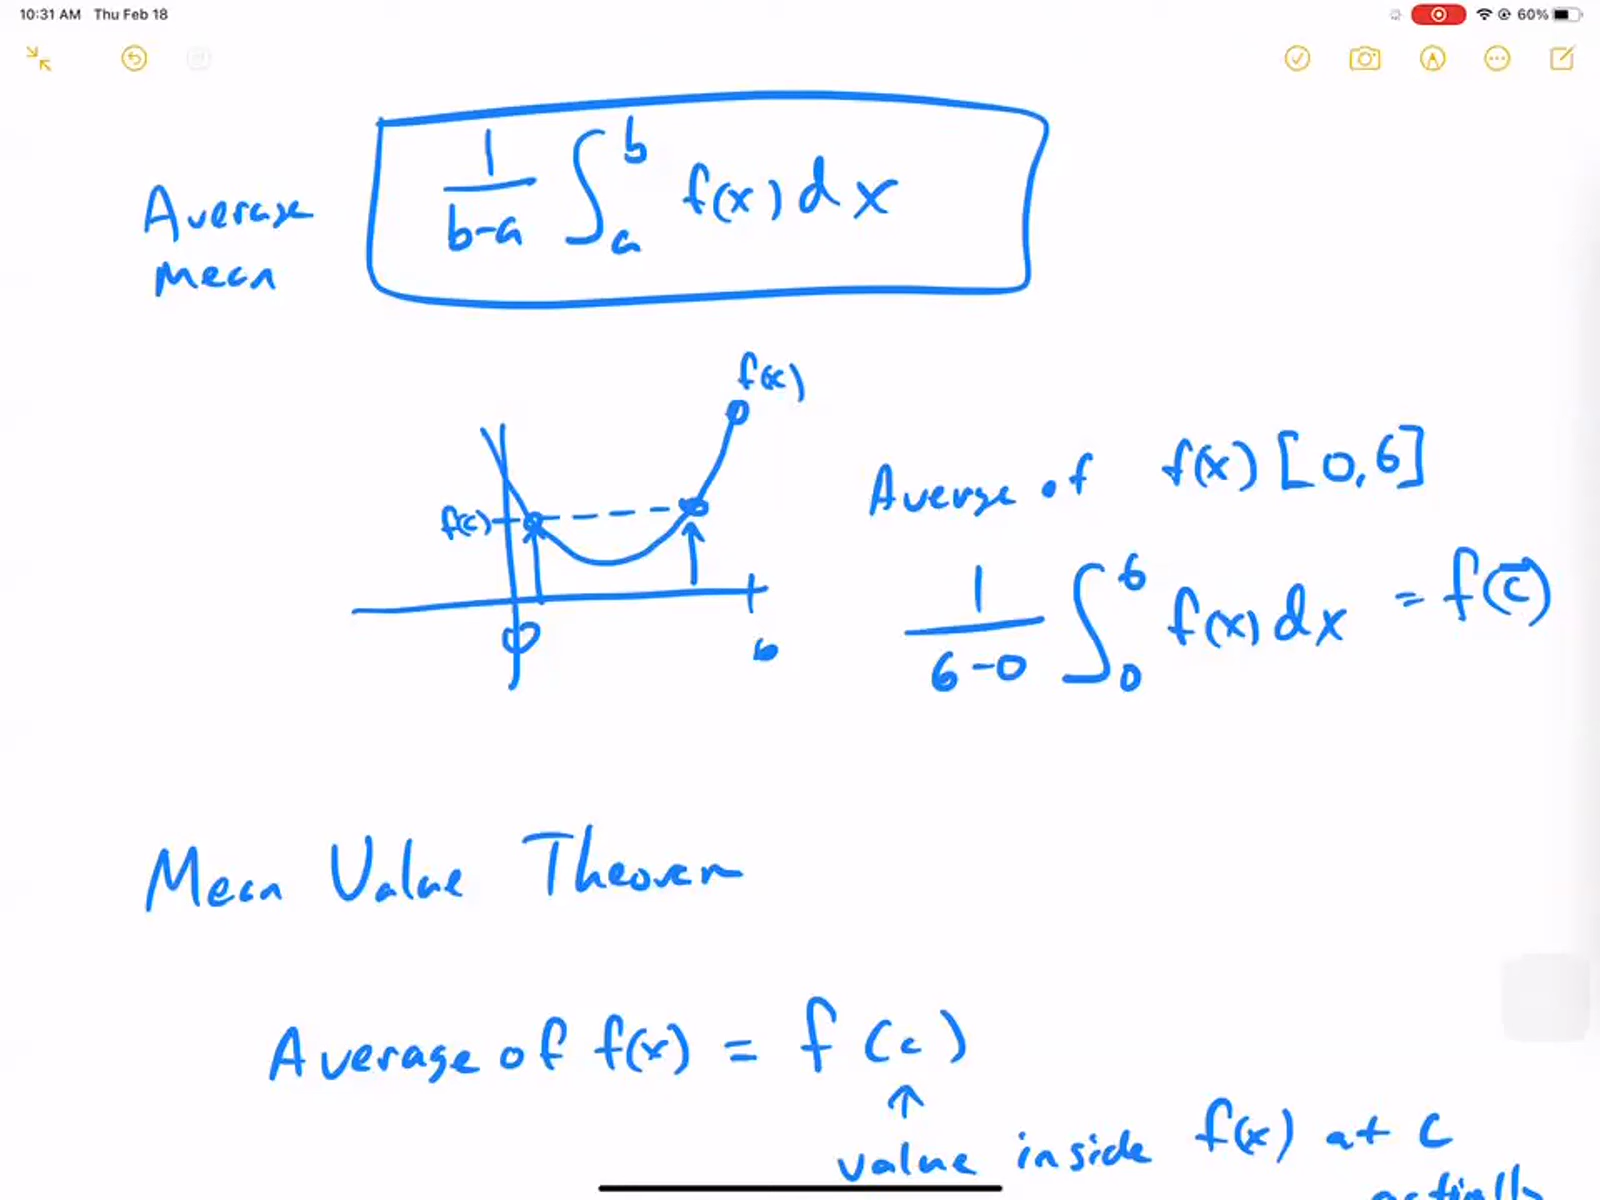 10:31 AM Thu Feb 18
60%
Average
mean
1/(b-a) ∫_a^b f(x) dx
f(x)
f(c)
0
6
Average of f(x) [0,6]
1/(6-0) ∫_0^6 f(x) dx = f(c)
Mean Value Theorem
Average of f(x) = f(c)
↑
value inside f(x) at c